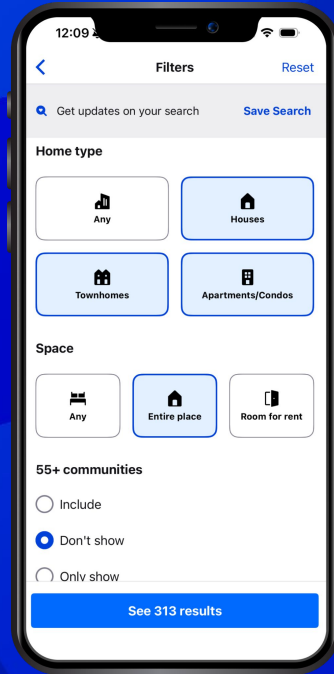 12:09
Filters
Reset
Get updates on your search
Save Search
Home type
Any
Houses
Townhomes
Apartments/Condos
Space
Any
Entire place
Room for rent
55+ communities
Include
Don't show
Only show
See 313 results